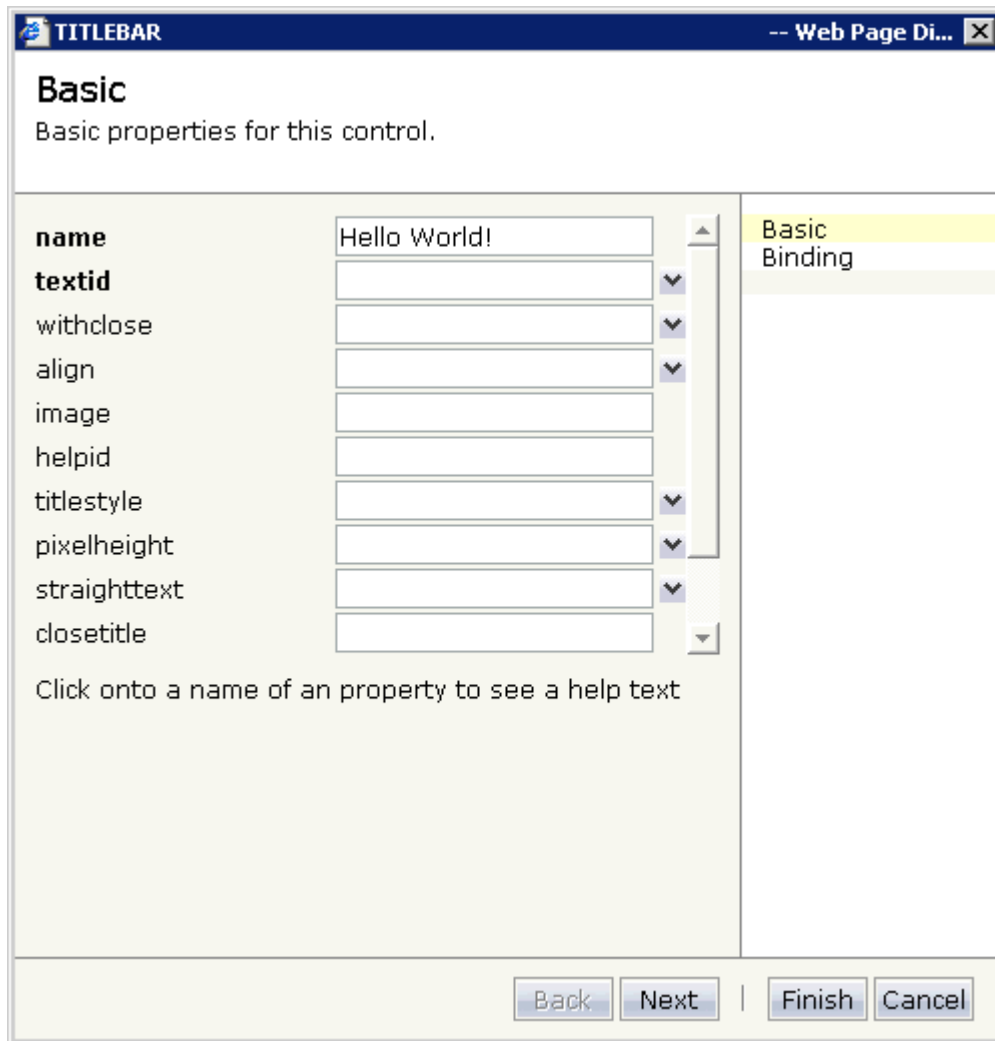 TITLEBAR -- Web Page Di...
Basic
Basic properties for this control.
name Hello World!
textid
withclose
align
image
helpid
titlestyle
pixelheight
straighttext
closetitle
Click onto a name of an property to see a help text
Basic
Binding
Back Next | Finish Cancel